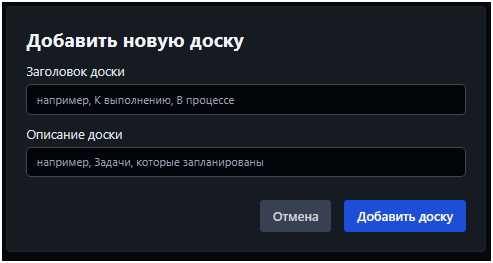 Добавить новую доску
Заголовок доски
например, К выполнению, В процессе
Описание доски
например, Задачи, которые запланированы
Отмена
Добавить доску